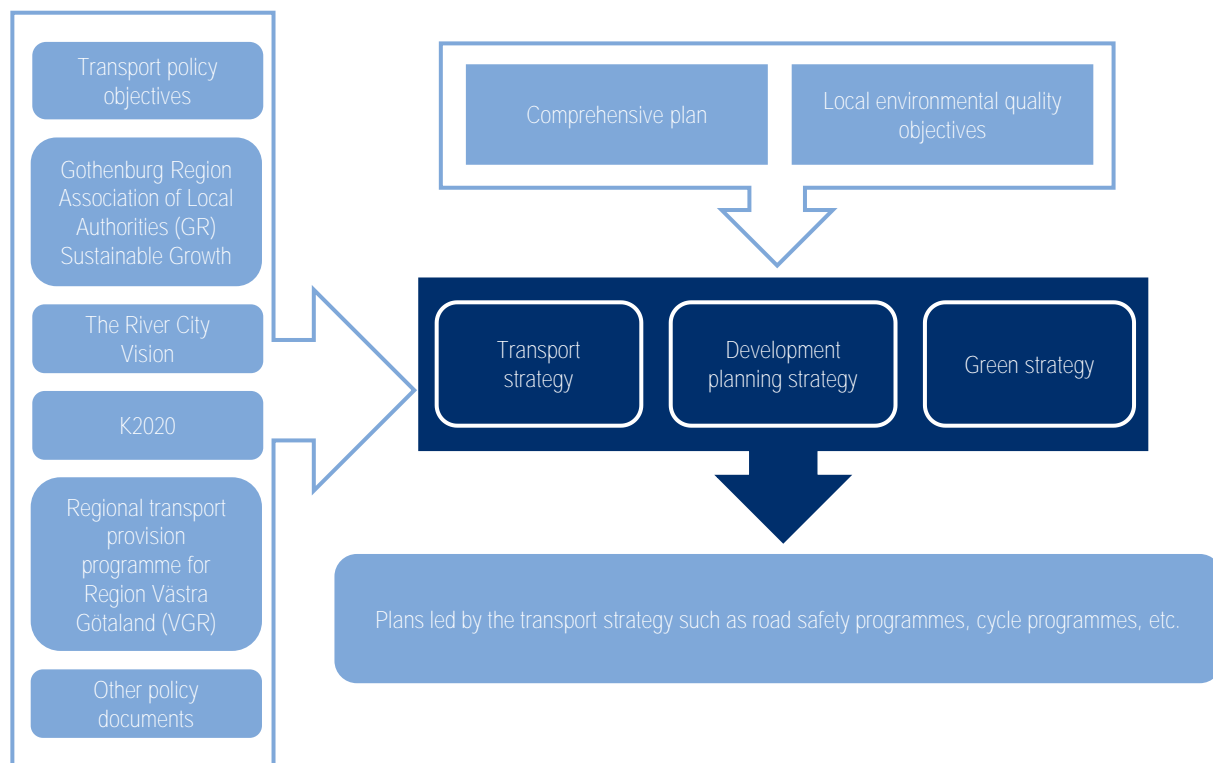 Transport policy
objectives
Gothenburg Region
Association of Local
Authorities (GR)
Sustainable Growth
The River City
Vision
K2020
Regional transport
provision
programme for
Region Västra
Götaland (VGR)
Other policy
documents
Comprehensive plan
Local environmental quality
objectives
Transport
strategy
Development
planning strategy
Green strategy
Plans led by the transport strategy such as road safety programmes, cycle programmes, etc.